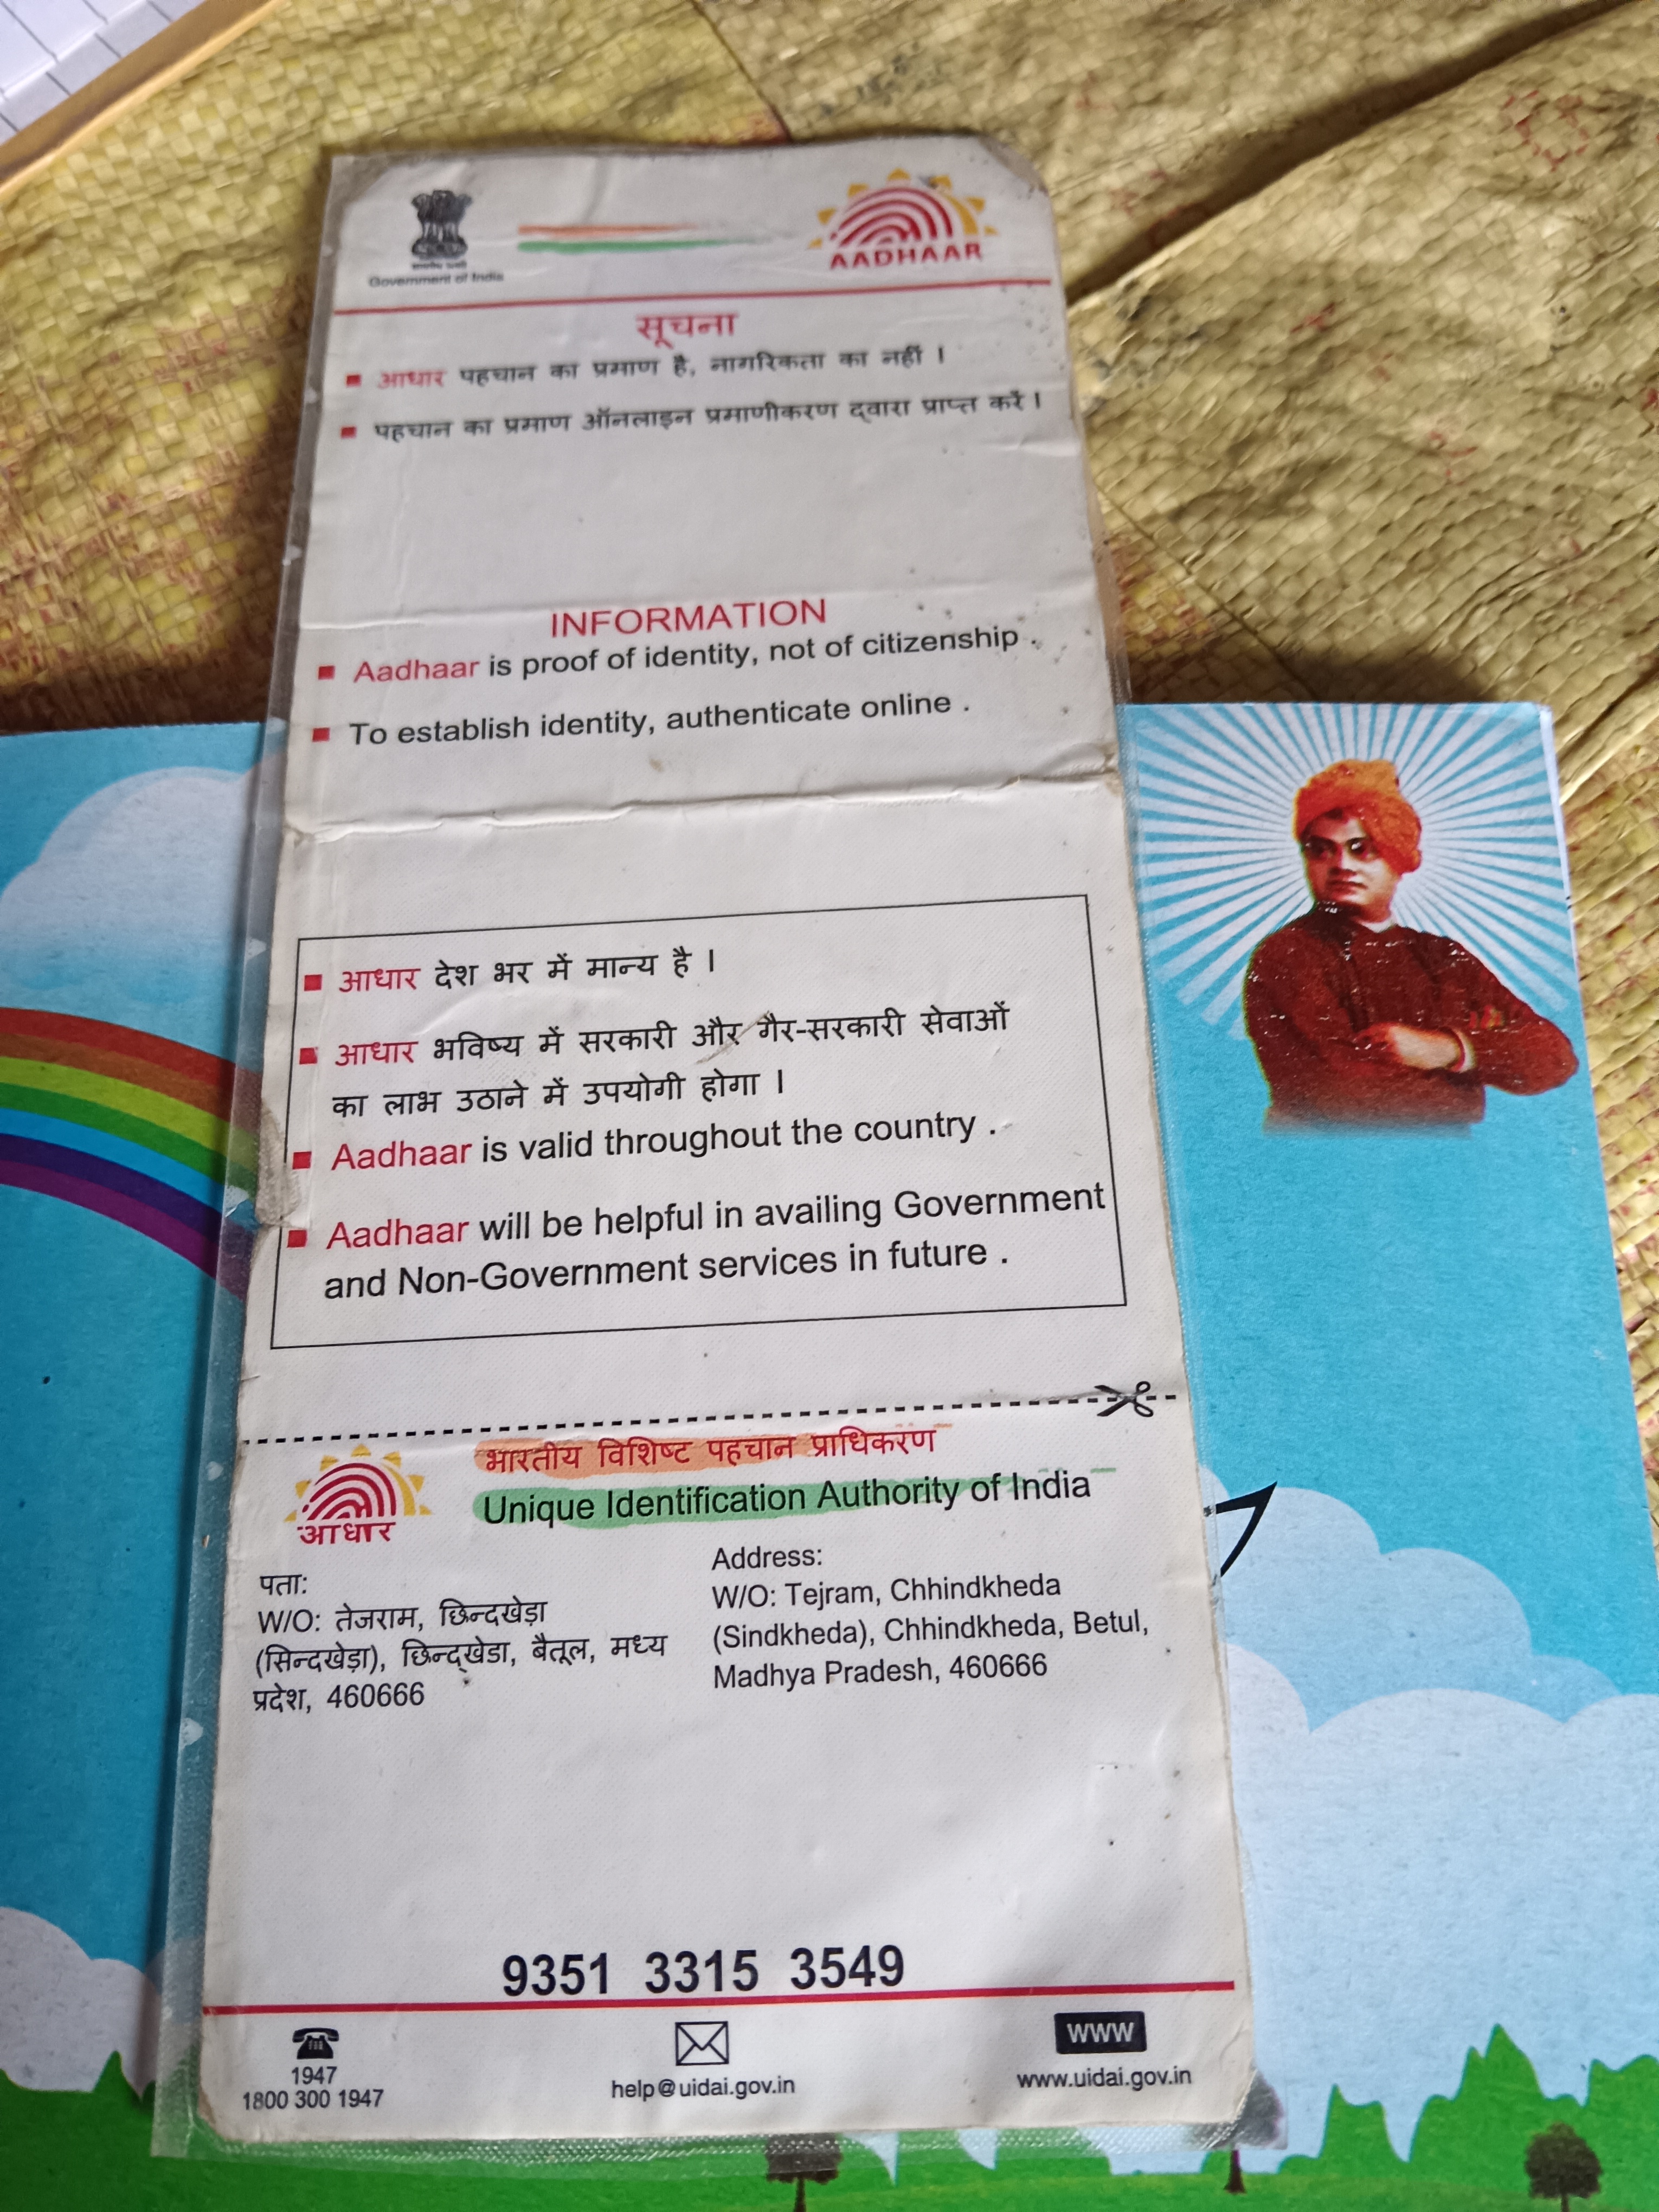 Government of India
AADHAAR
सूचना
आधार पहचान का प्रमाण है, नागरिकता का नहीं ।
पहचान का प्रमाण ऑनलाइन प्रमाणीकरण द्वारा प्राप्त करें ।
INFORMATION
Aadhaar is proof of identity, not of citizenship .
To establish identity, authenticate online .
आधार देश भर में मान्य है ।
आधार भविष्य में सरकारी और गैर-सरकारी सेवाओं
का लाभ उठाने में उपयोगी होगा ।
Aadhaar is valid throughout the country .
Aadhaar will be helpful in availing Government
and Non-Government services in future .
भारतीय विशिष्ट पहचान प्राधिकरण
Unique Identification Authority of India
आधार
पता:
W/O: तेजराम, छिन्दखेड़ा
(सिन्दखेड़ा), छिन्द्खेडा, बैतूल, मध्य
प्रदेश, 460666
Address:
W/O: Tejram, Chhindkheda
(Sindkheda), Chhindkheda, Betul,
Madhya Pradesh, 460666
9351 3315 3549
1947
1800 300 1947
help@uidai.gov.in
www
www.uidai.gov.in